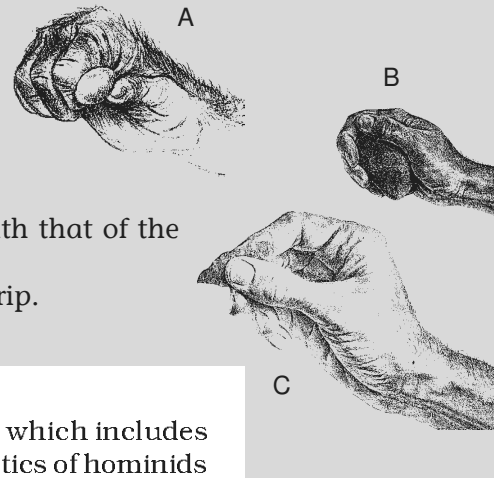 A
B
th that of the
rip.
C
which includes
tics of hominids